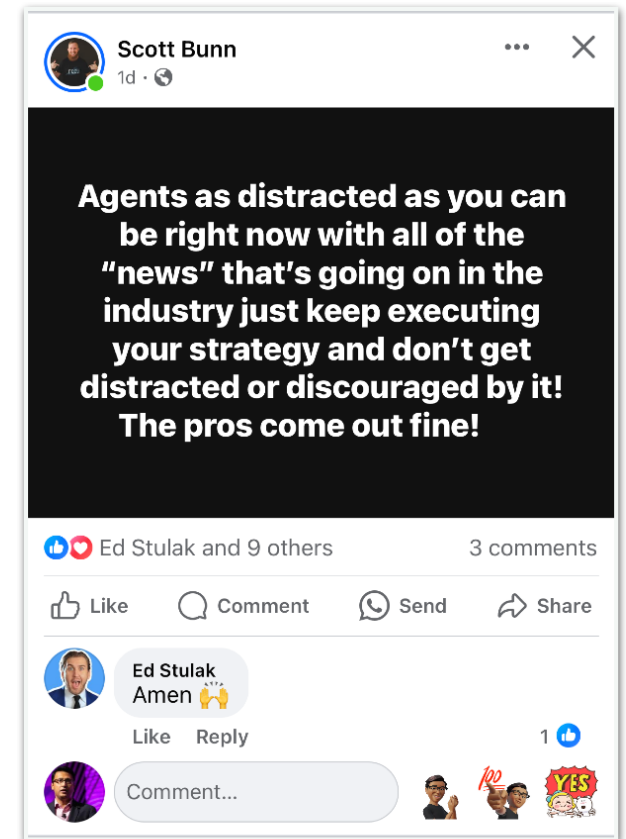 Scott Bunn
1d ·
Agents as distracted as you can
be right now with all of the
“news” that’s going on in the
industry just keep executing
your strategy and don’t get
distracted or discouraged by it!
The pros come out fine!
Ed Stulak and 9 others
3 comments
Like
Comment
Send
Share
Ed Stulak
Amen 🙌
Like
Reply
1
Comment...
100
YES